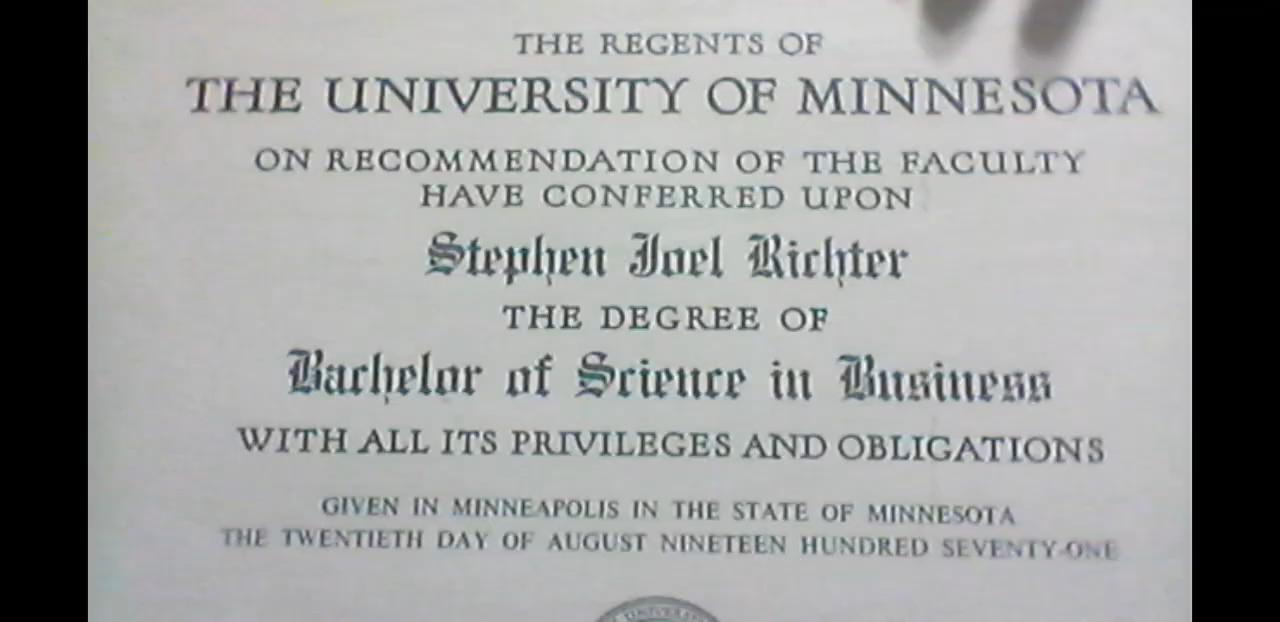 THE REGENTS OF
THE UNIVERSITY OF MINNESOTA
ON RECOMMENDATION OF THE FACULTY
HAVE CONFERRED UPON
Stephen Joel Richter
THE DEGREE OF
Bachelor of Science in Business
WITH ALL ITS PRIVILEGES AND OBLIGATIONS
GIVEN IN MINNEAPOLIS IN THE STATE OF MINNESOTA
THE TWENTIETH DAY OF AUGUST NINETEEN HUNDRED SEVENTY-ONE